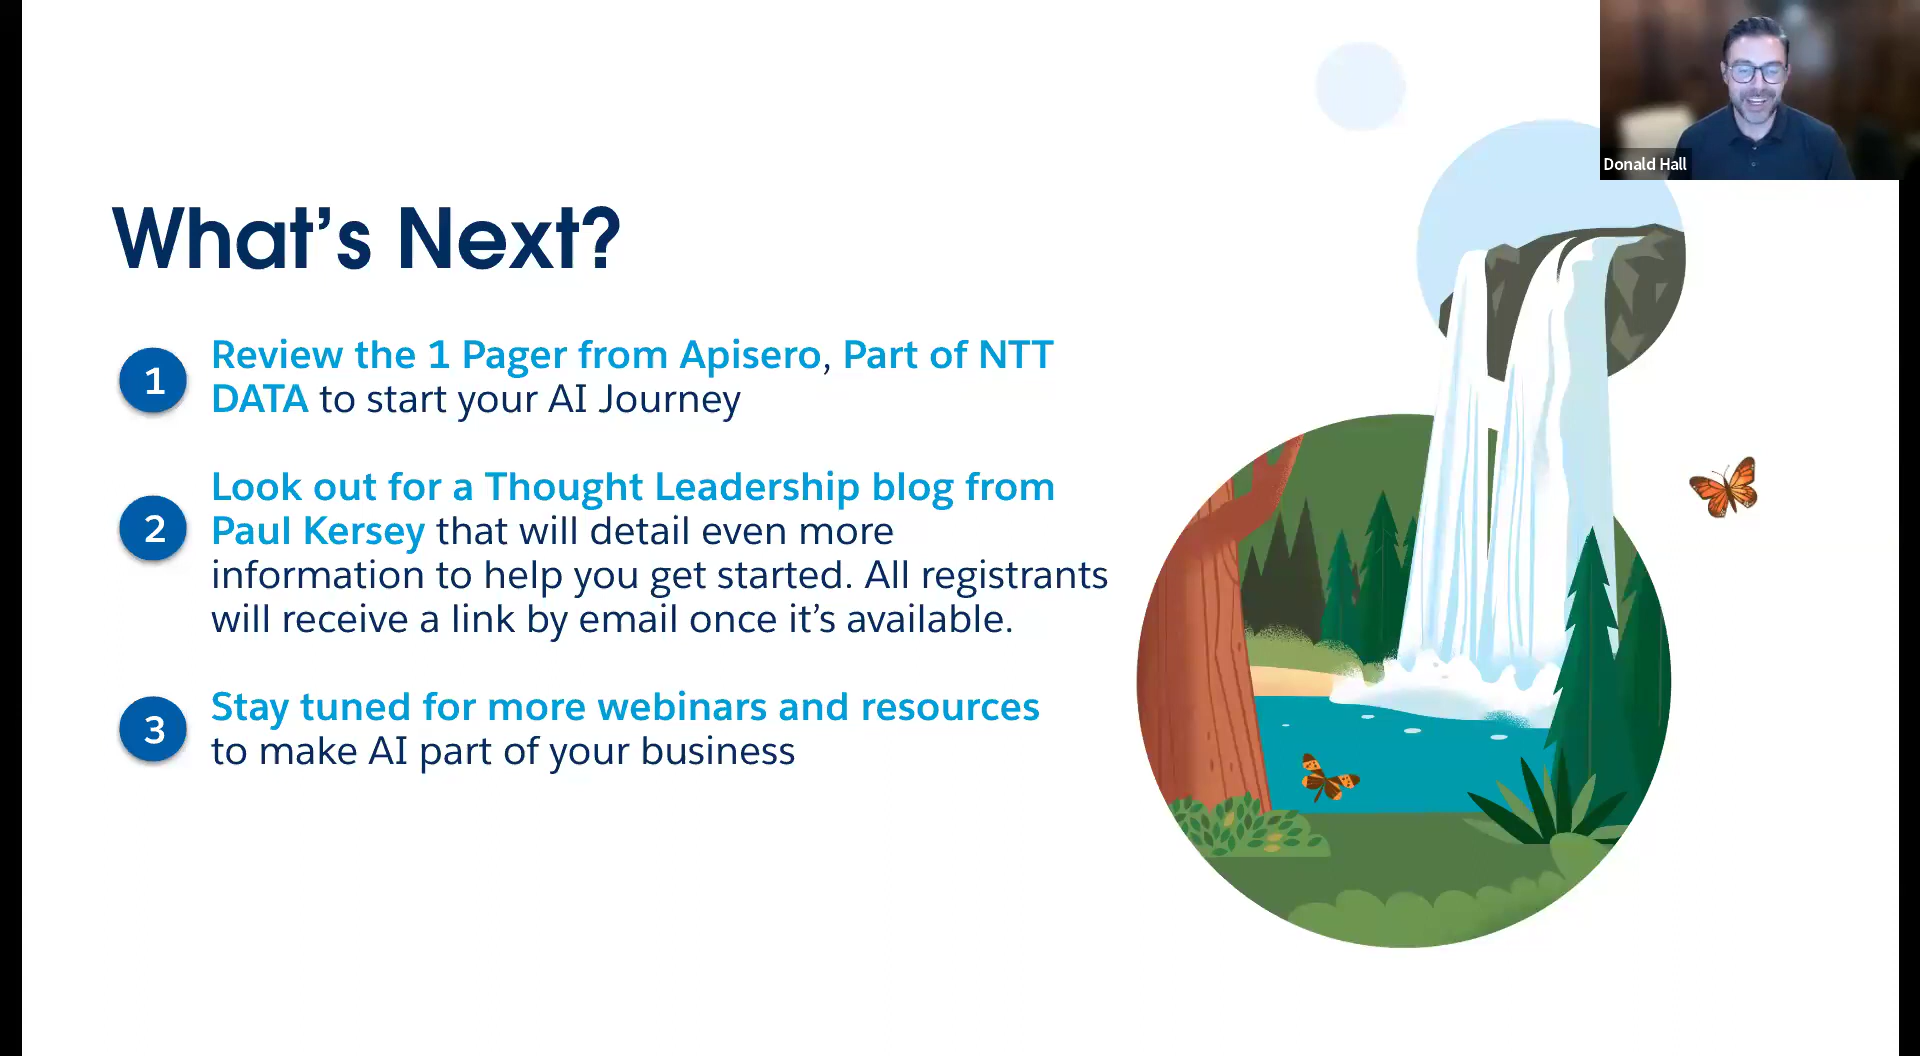 Donald Hall
What’s Next?
1
Review the 1 Pager from Apisero, Part of NTT
DATA to start your AI Journey
2
Look out for a Thought Leadership blog from
Paul Kersey that will detail even more
information to help you get started. All registrants
will receive a link by email once it’s available.
3
Stay tuned for more webinars and resources
to make AI part of your business